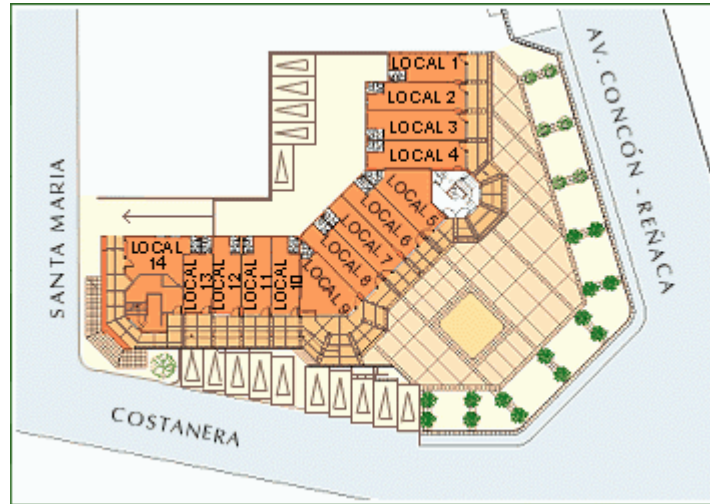 LOCAL 1
LOCAL 2
LOCAL 3
LOCAL 4
LOCAL 5
LOCAL 6
LOCAL 7
LOCAL 8
LOCAL 9
LOCAL 10
LOCAL 11
LOCAL 12
LOCAL 13
LOCAL
14
SANTA MARIA
COSTANERA
AV. CONCÓN - REÑACA